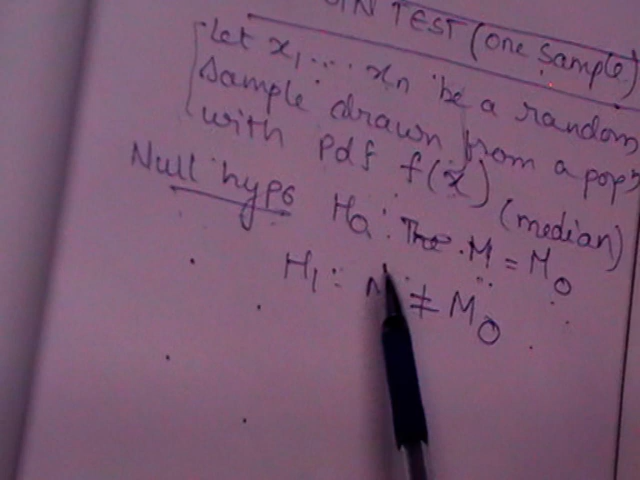 TEST (one Sample)
Let x1.... xn be a random
sample drawn from a popn
with pdf f(x)
Null hyps H0: The M = M0 (median)
H1: M ≠ M0